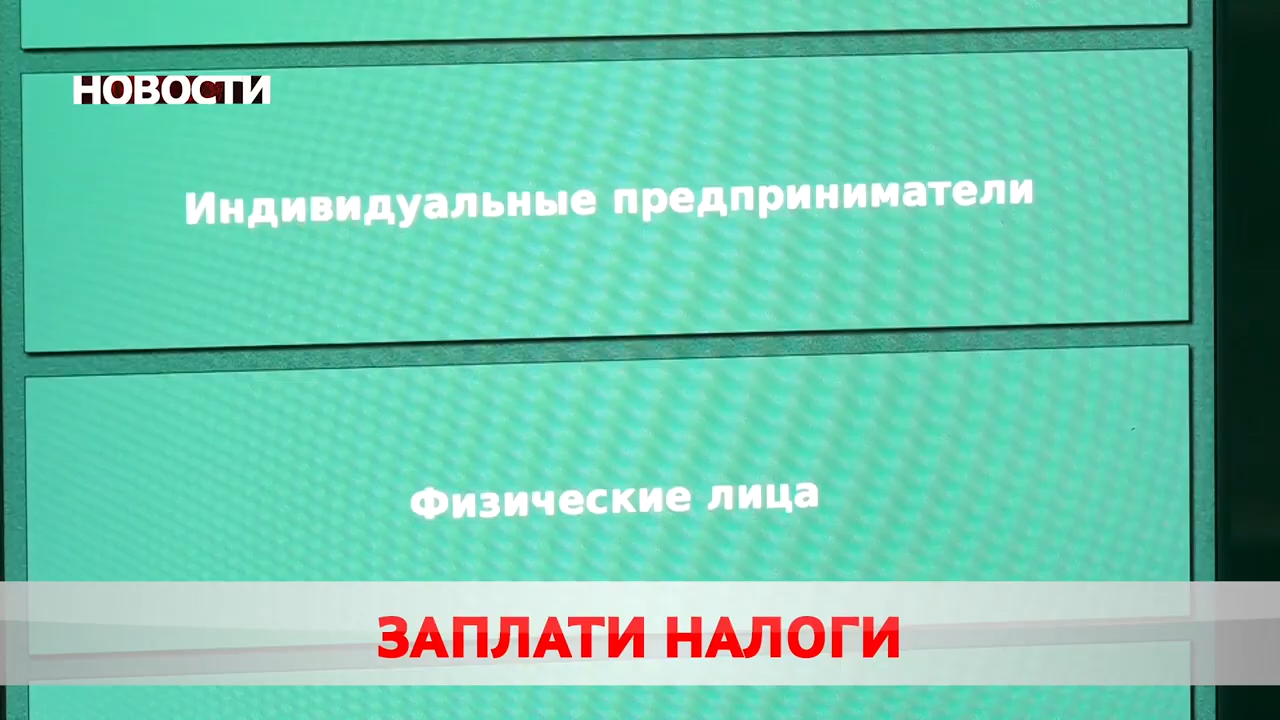 НОВОСТИ
Индивидуальные предприниматели
Физические лица
ЗАПЛАТИ НАЛОГИ